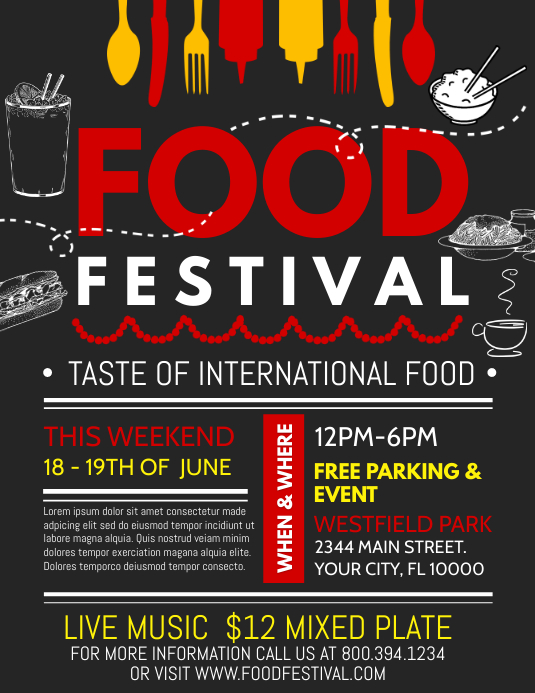 FOOD
FESTIVAL
• TASTE OF INTERNATIONAL FOOD •
THIS WEEKEND
18 - 19TH OF JUNE
Lorem ipsum dolor sit amet consectetur made
adpicing elit sed do eiusmod tempor incidiunt ut
labore magna alquia. Quis nostrud veiam minim
dolores tempor exerciation magana alquia elite.
Dolores temporco deiusmod tempor consecto.
WHEN & WHERE
12PM-6PM
FREE PARKING &
EVENT
WESTFIELD PARK
2344 MAIN STREET.
YOUR CITY, FL 10000
LIVE MUSIC $12 MIXED PLATE
FOR MORE INFORMATION CALL US AT 800.394.1234
OR VISIT WWW.FOODFESTIVAL.COM